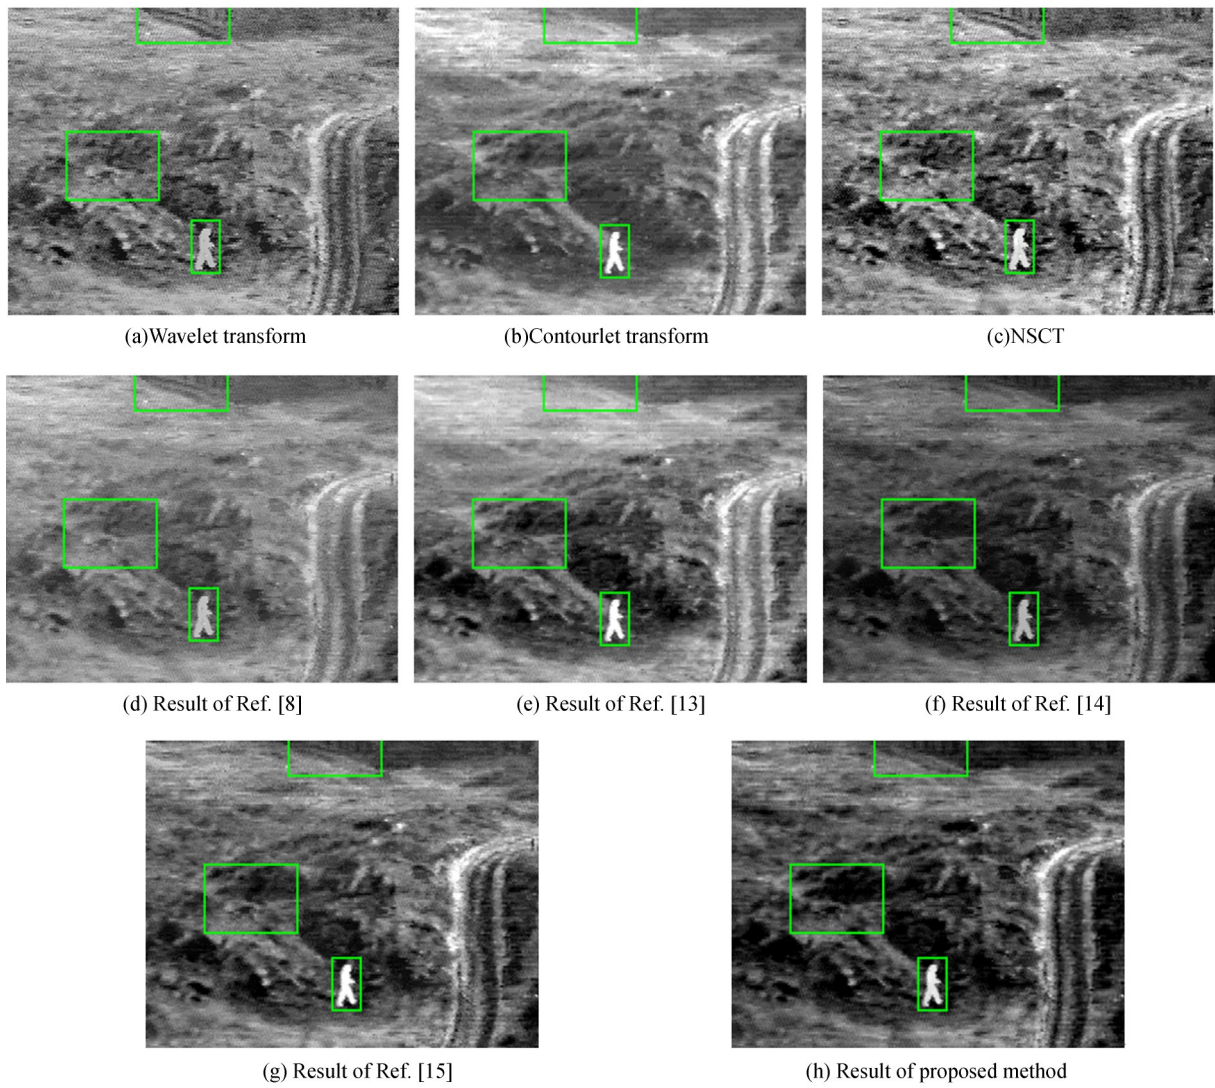 (a)Wavelet transform
(b)Contourlet transform
(c)NSCT
(d) Result of Ref. [8]
(e) Result of Ref. [13]
(f) Result of Ref. [14]
(g) Result of Ref. [15]
(h) Result of proposed method